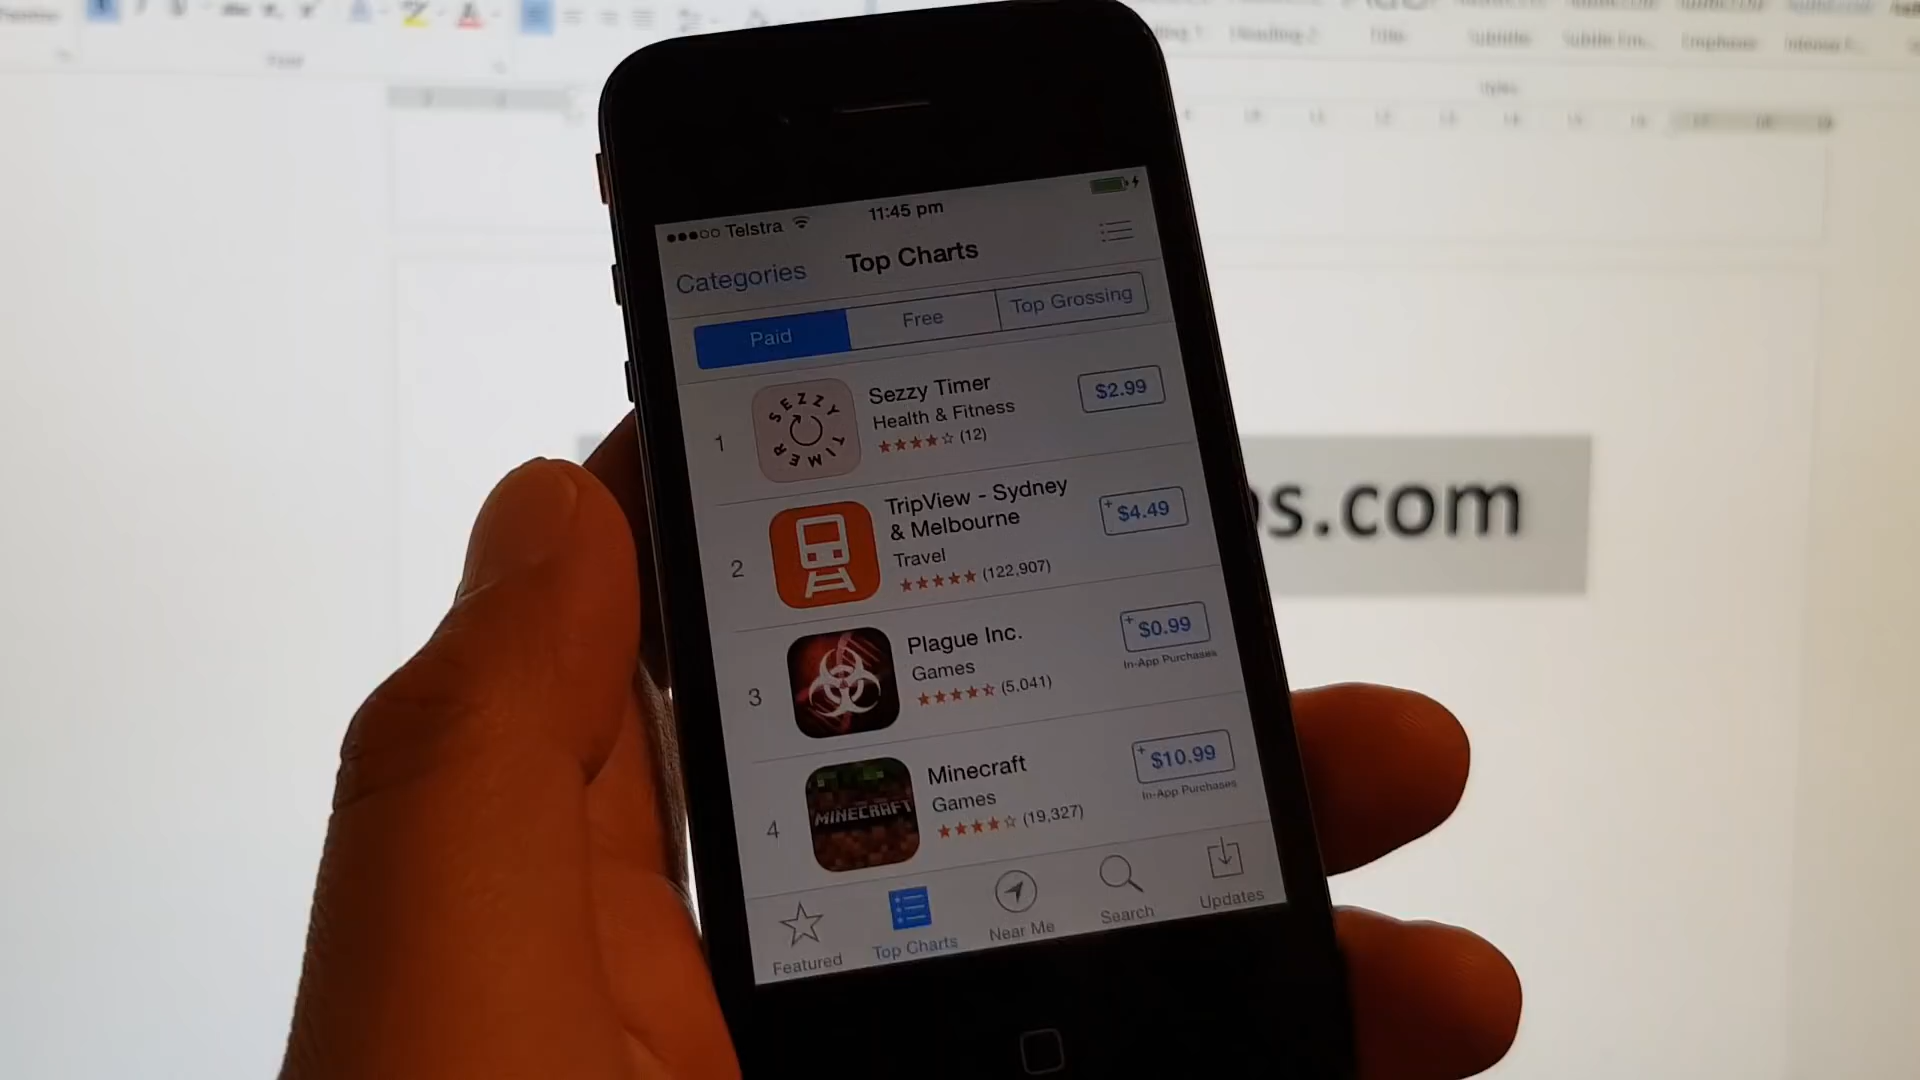 Telstra 11:45 pm
Categories Top Charts
Paid Free Top Grossing
1 SEZZY TIMER Sezzy Timer $2.99
Health & Fitness
(12)
2 TripView - Sydney + $4.49
& Melbourne
Travel
(122,907)
3 Plague Inc. + $0.99
Games In-App Purchases
(5,041)
4 MINECRAFT Minecraft + $10.99
Games In-App Purchases
(19,327)
Featured Top Charts Near Me Search Updates
s.com